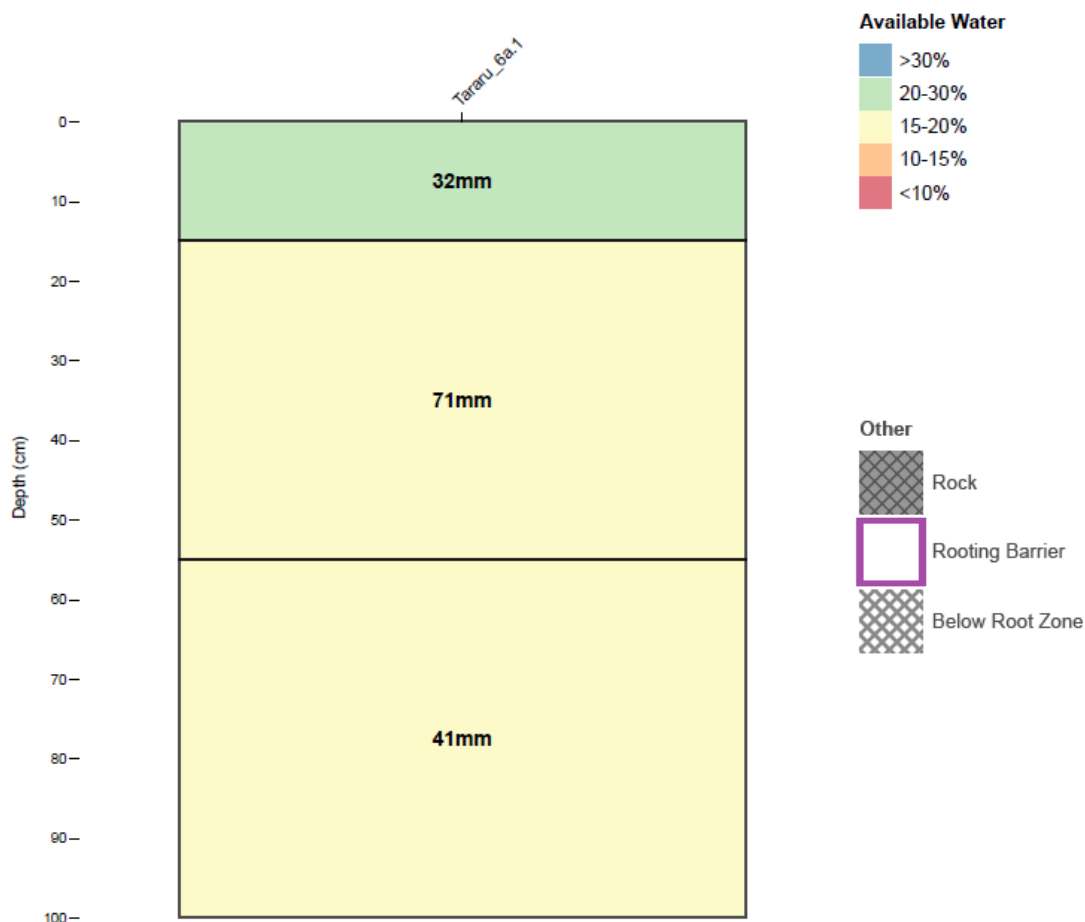 Available Water
>30%
20-30%
15-20%
10-15%
<10%
Tararu_6a.1
0
10
20
30
40
50
60
70
80
90
100
Depth (cm)
32mm
71mm
41mm
Other
Rock
Rooting Barrier
Below Root Zone